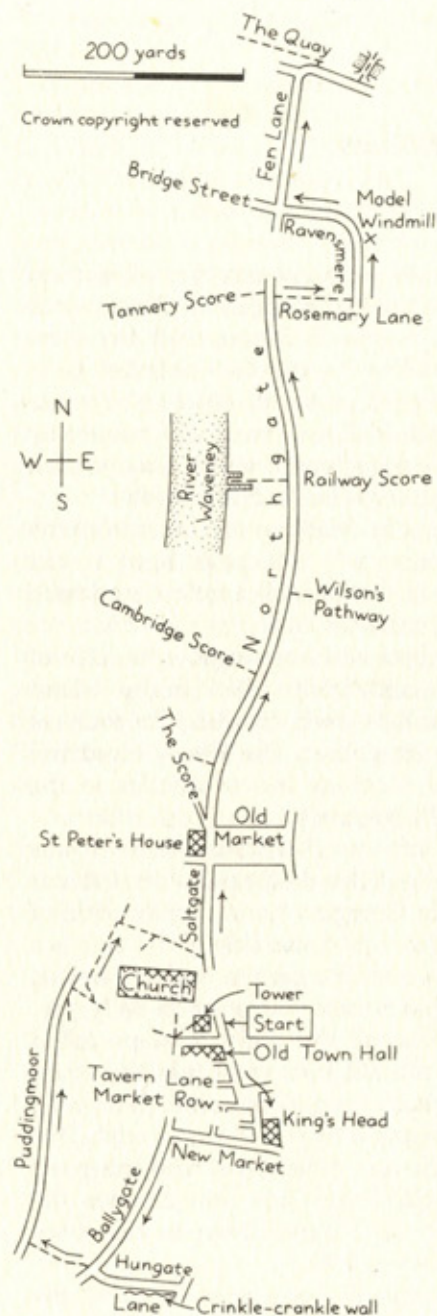 The Quay
200 yards
Crown copyright reserved
Fen Lane
Bridge Street
Model
Windmill
Ravensmere
Tannery Score
Rosemary Lane
N
W E
S
River
Waveney
Northgate
Railway Score
Wilson's
Pathway
Cambridge Score
The Score
Old
Market
St Peter's House
Saltgate
Church
Tower
Start
Old Town Hall
Tavern Lane
Market Row
King's Head
Puddingmoor
New Market
Ballygate
Hungate
Lane
Crinkle-crankle wall